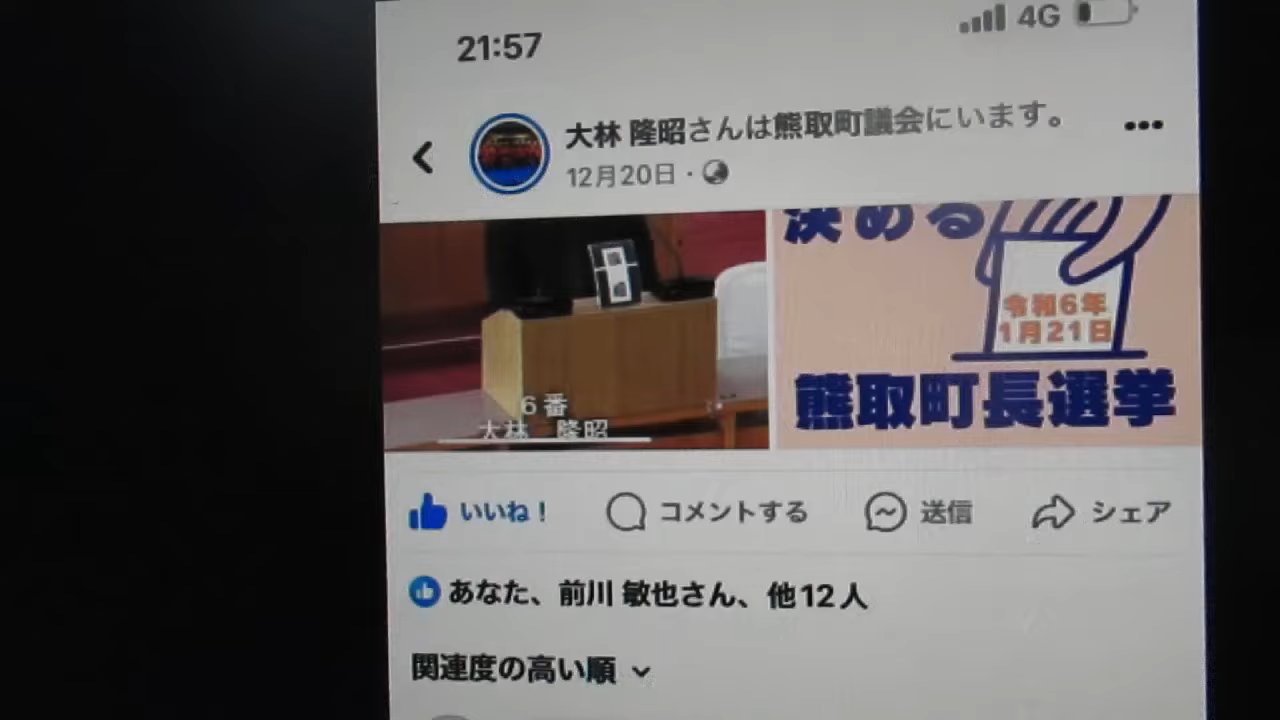 21:57
4G
大林 隆昭さんは熊取町議会にいます。
12月20日
決める
令和6年
1月21日
熊取町長選挙
6番
大林 隆昭
いいね！
コメントする
送信
シェア
あなた、前川 敏也さん、他12人
関連度の高い順